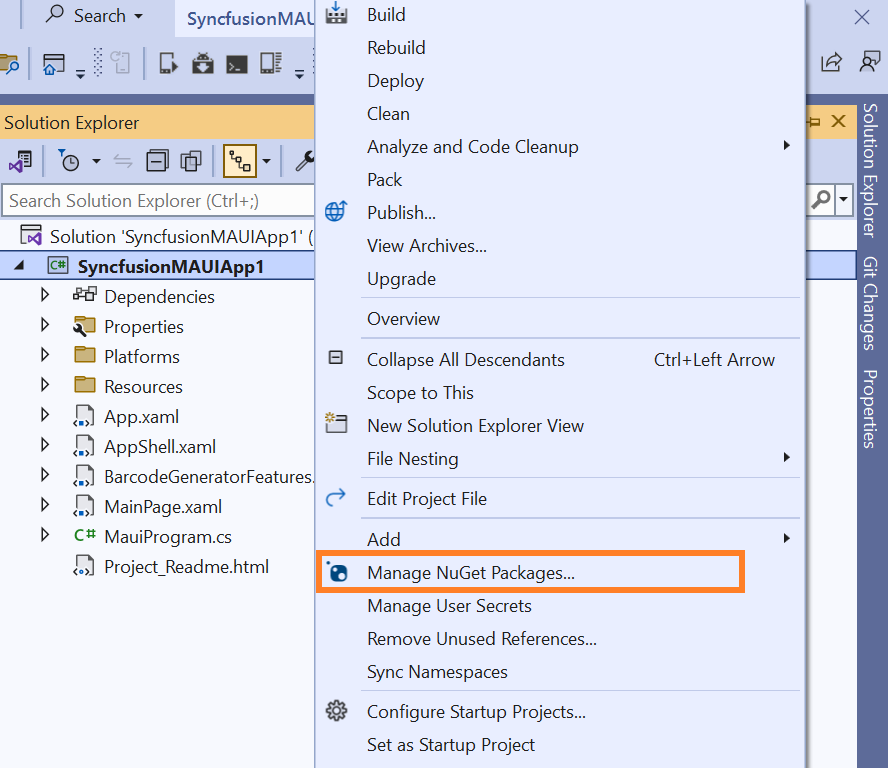 Search
SyncfusionMAU
Solution Explorer
Search Solution Explorer (Ctrl+;)
Solution 'SyncfusionMAUIApp1' (
C# SyncfusionMAUIApp1
Dependencies
Properties
Platforms
Resources
App.xaml
AppShell.xaml
BarcodeGeneratorFeatures.
MainPage.xaml
C# MauiProgram.cs
Project_Readme.html
Build
Rebuild
Deploy
Clean
Analyze and Code Cleanup
Pack
Publish...
View Archives...
Upgrade
Overview
Collapse All Descendants Ctrl+Left Arrow
Scope to This
New Solution Explorer View
File Nesting
Edit Project File
Add
Manage NuGet Packages...
Manage User Secrets
Remove Unused References...
Sync Namespaces
Configure Startup Projects...
Set as Startup Project
Solution Explorer
Git Changes
Properties